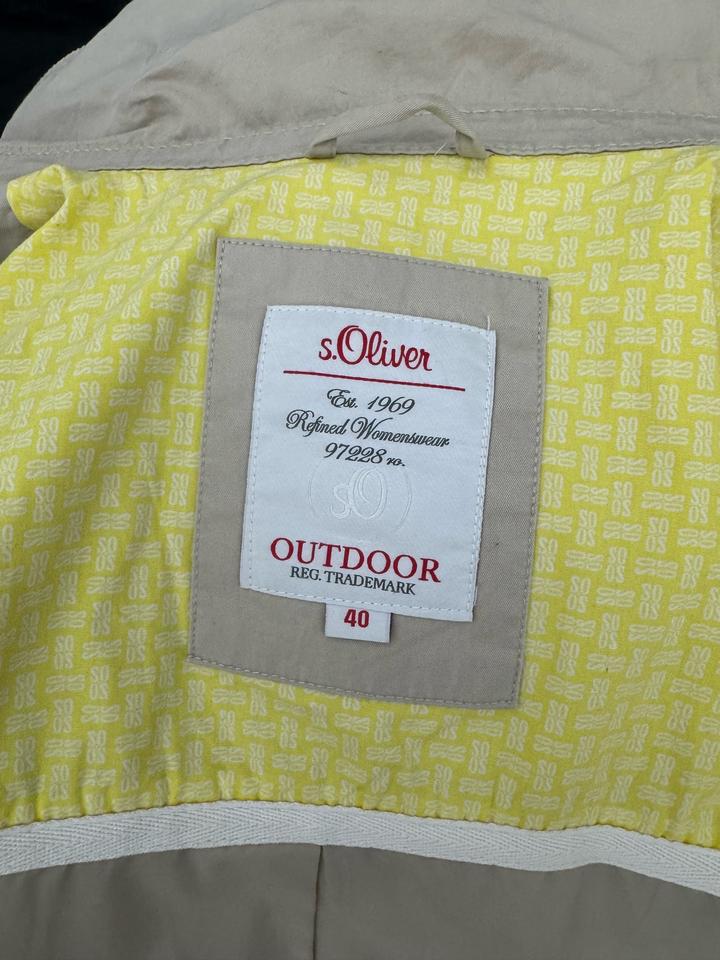 s.Oliver
Est. 1969
Refined Womenswear
97228 ro.
sO
OUTDOOR
REG. TRADEMARK
40